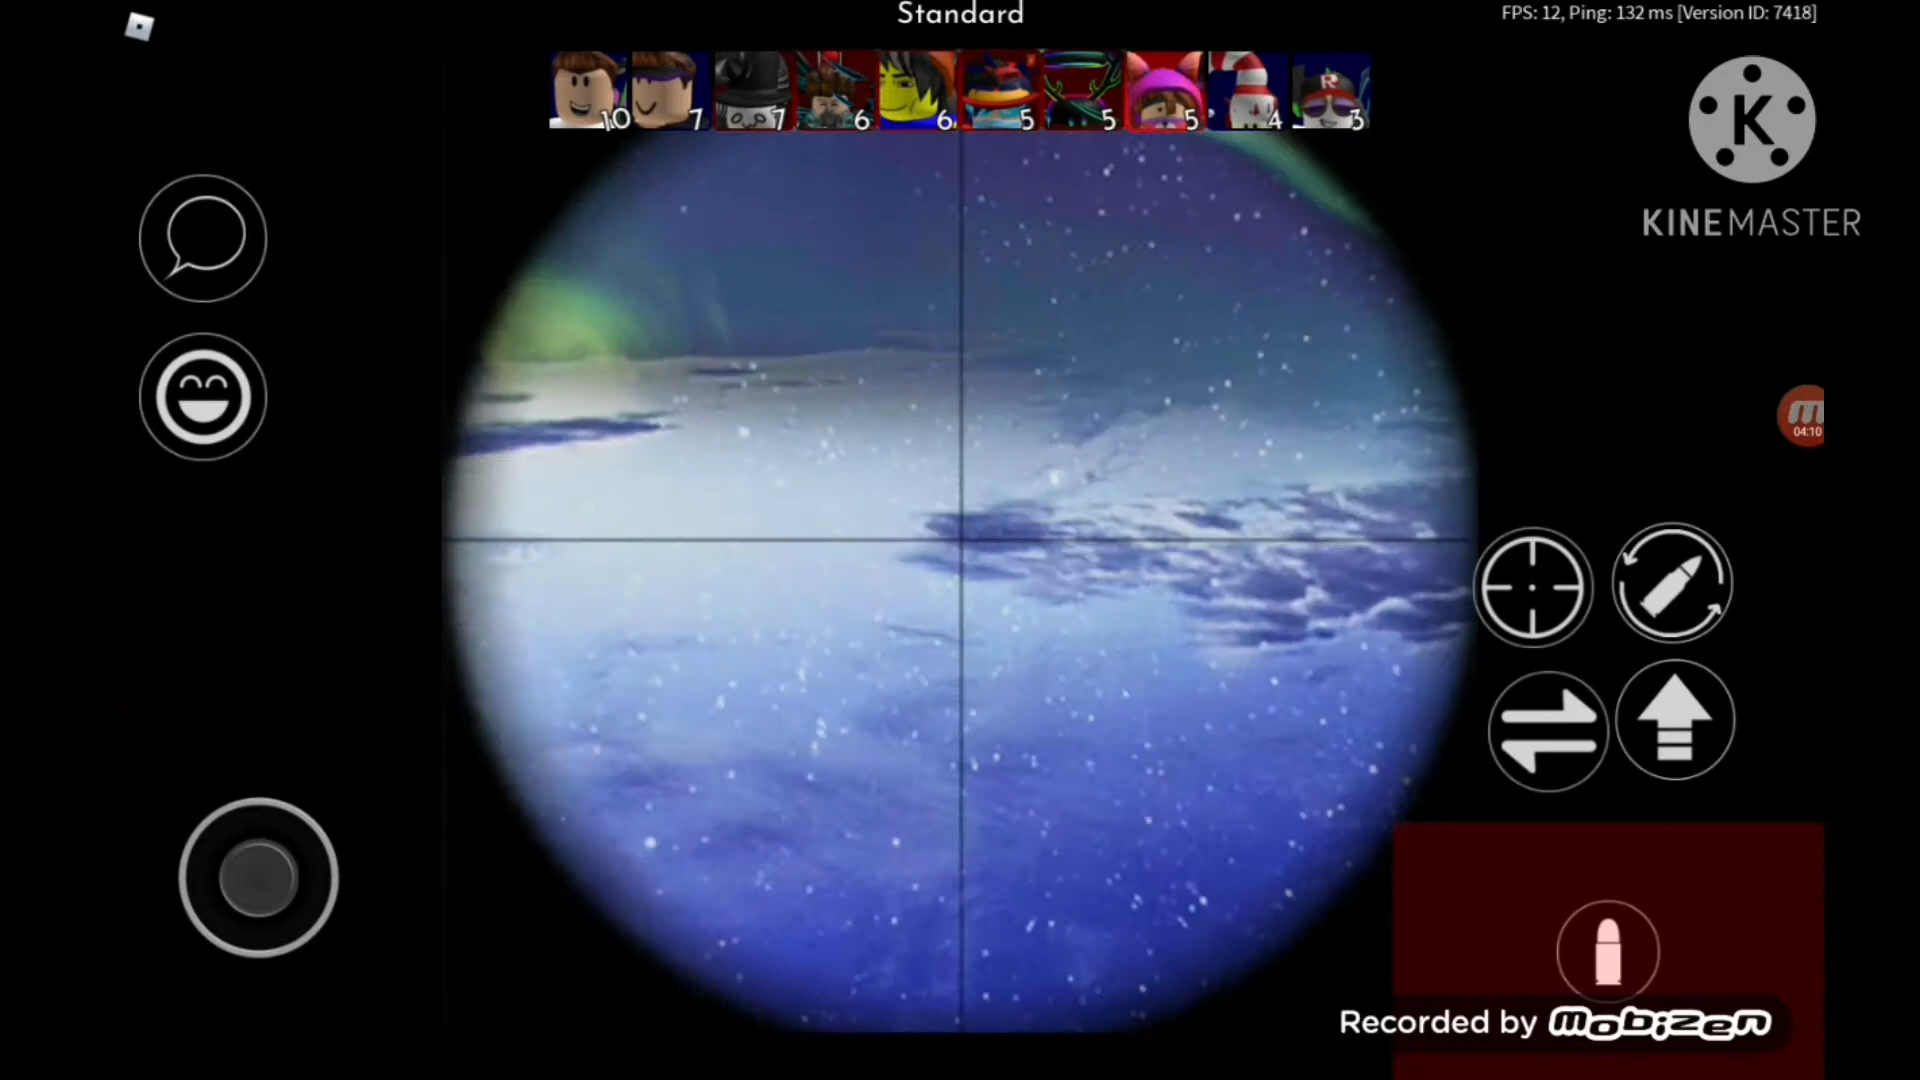 Standard
FPS: 12, Ping: 132 ms [Version ID: 7418]
10 7 7 6 6 5 5 5 4 3
R
K
KINEMASTER
m
04:10
Recorded by mobizen